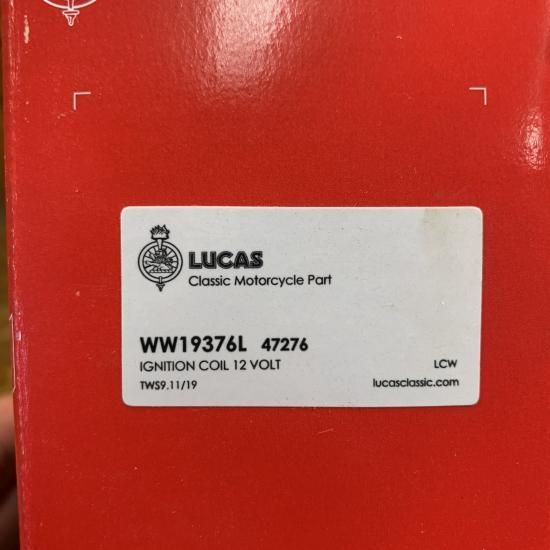 LUCAS
Classic Motorcycle Part
WW19376L 47276
IGNITION COIL 12 VOLT
LCW
TWS9.11/19
lucasclassic.com